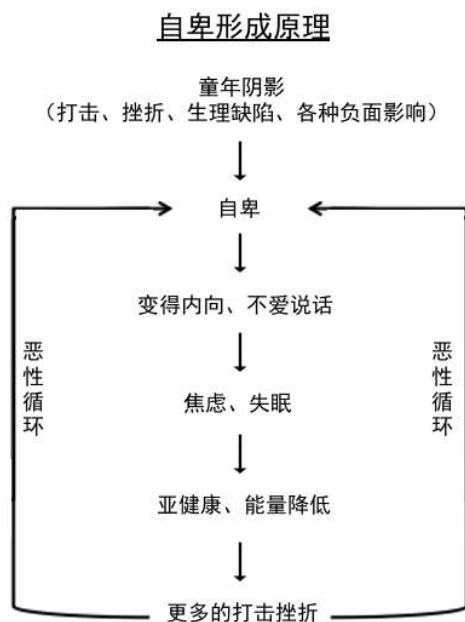 自卑形成原理
童年阴影
（打击、挫折、生理缺陷、各种负面影响）
自卑
变得内向、不爱说话
恶性循环
恶性循环
焦虑、失眠
亚健康、能量降低
更多的打击挫折